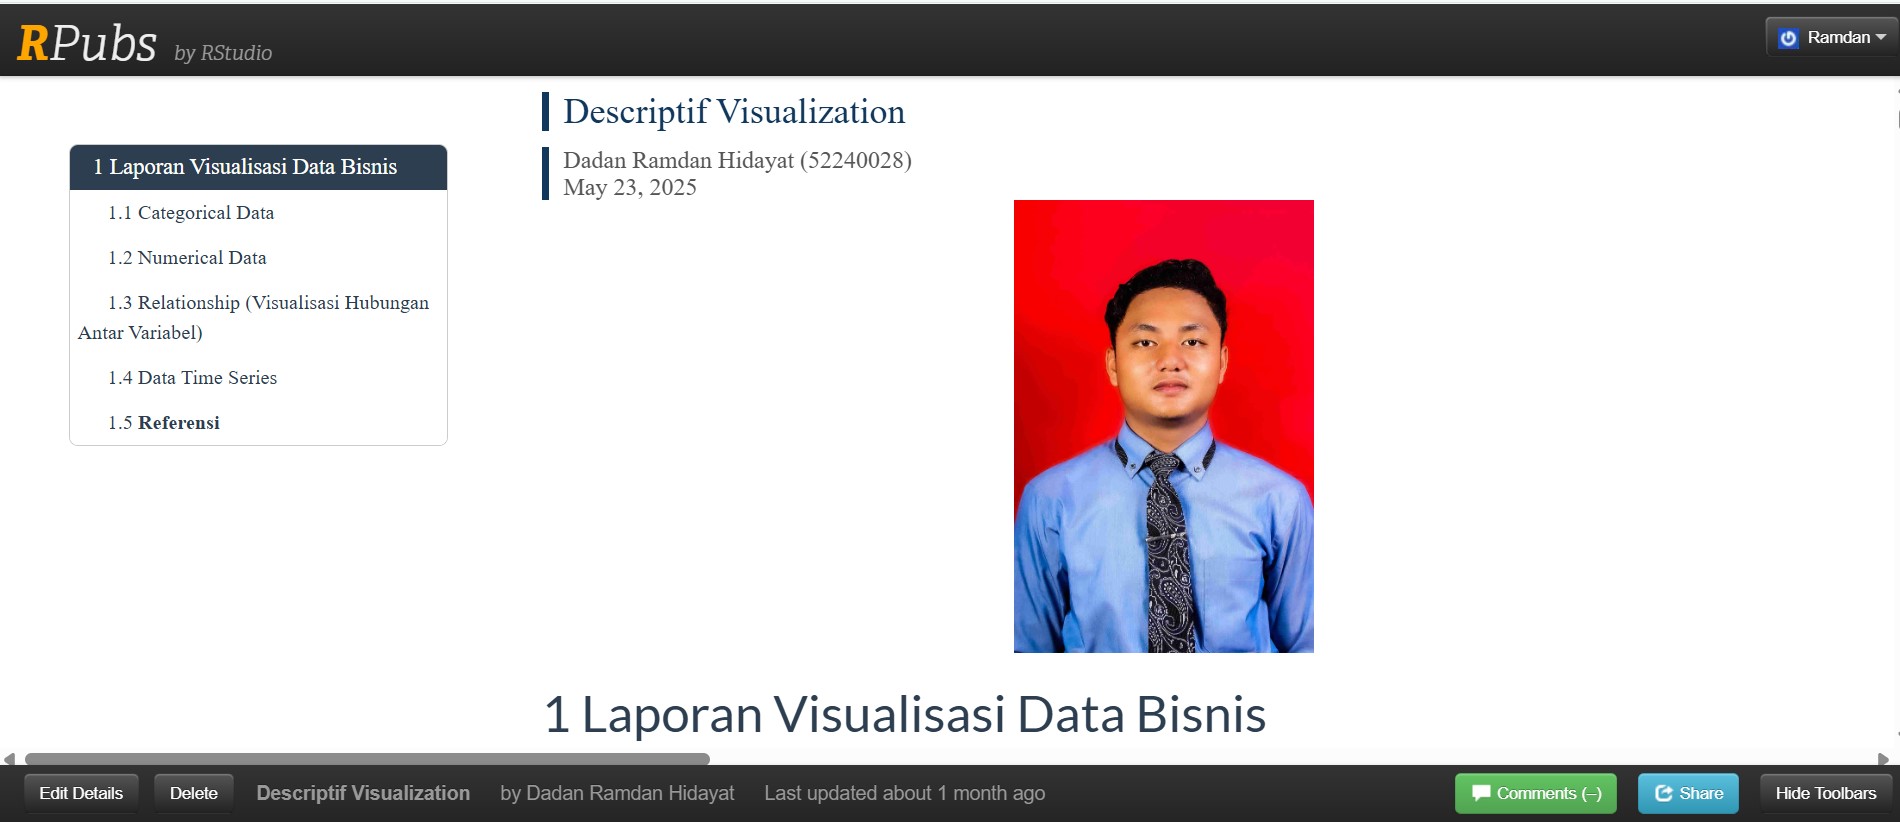 RPubs by RStudio
Ramdan
Descriptif Visualization
Dadan Ramdan Hidayat (52240028)
May 23, 2025
1 Laporan Visualisasi Data Bisnis
1.1 Categorical Data
1.2 Numerical Data
1.3 Relationship (Visualisasi Hubungan
Antar Variabel)
1.4 Data Time Series
1.5 Referensi
1 Laporan Visualisasi Data Bisnis
Edit Details
Delete
Descriptif Visualization
by Dadan Ramdan Hidayat
Last updated about 1 month ago
Comments (–)
Share
Hide Toolbars